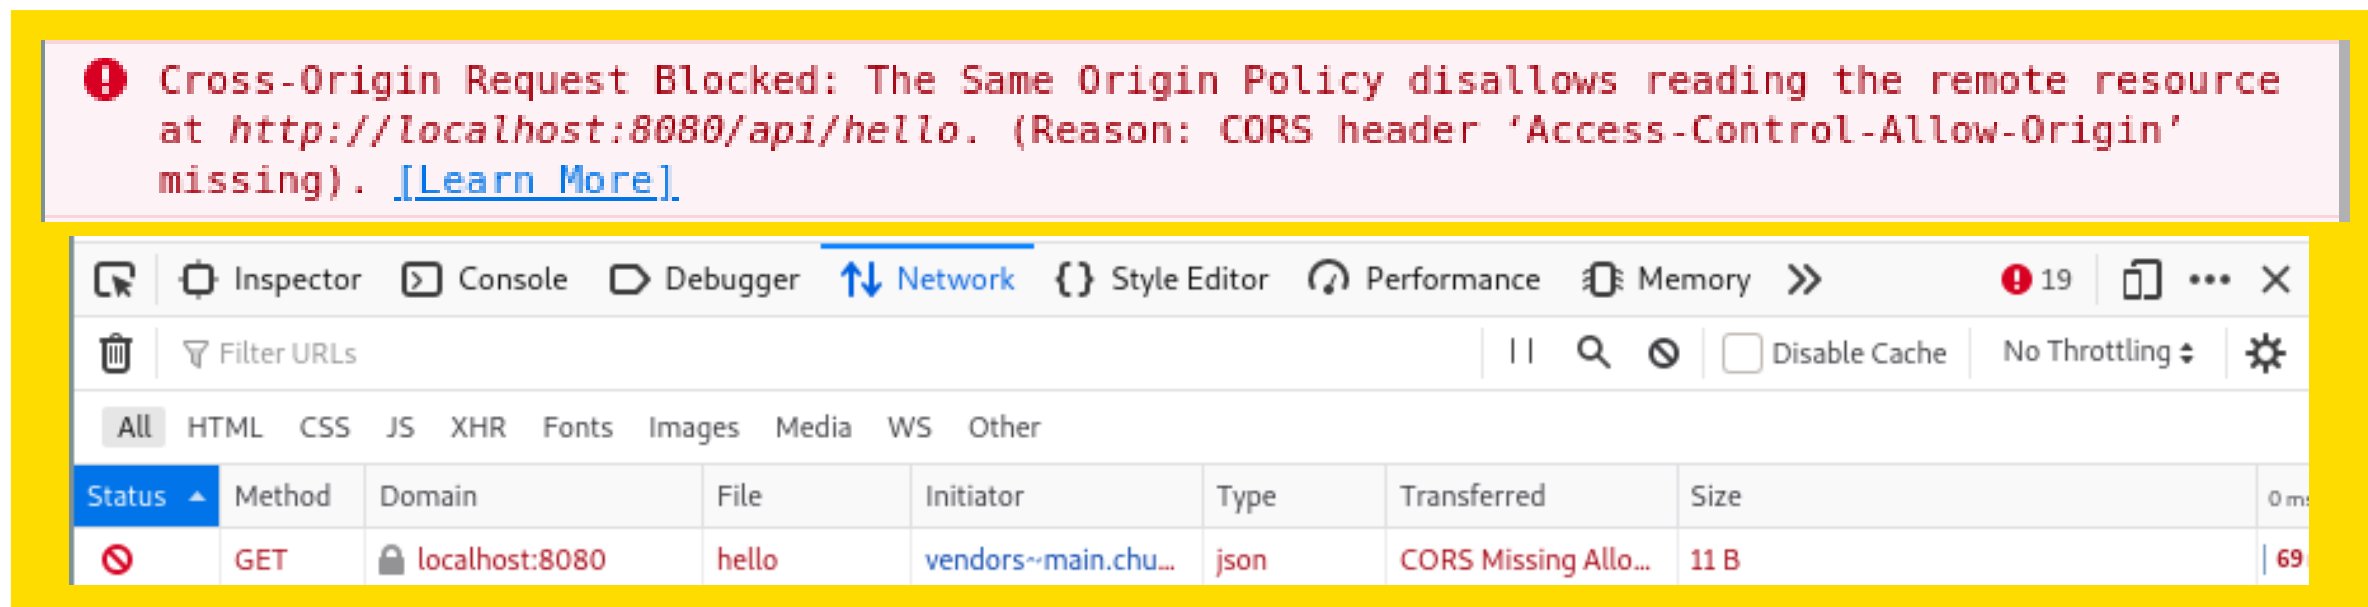 Cross-Origin Request Blocked: The Same Origin Policy disallows reading the remote resource
at http://localhost:8080/api/hello. (Reason: CORS header ‘Access-Control-Allow-Origin’
missing). [Learn More]
Inspector Console Debugger Network {} Style Editor Performance Memory 19
Filter URLs Disable Cache No Throttling
All HTML CSS JS XHR Fonts Images Media WS Other
Status Method Domain File Initiator Type Transferred Size 0 ms
GET localhost:8080 hello vendors~main.chu... json CORS Missing Allo... 11 B 69